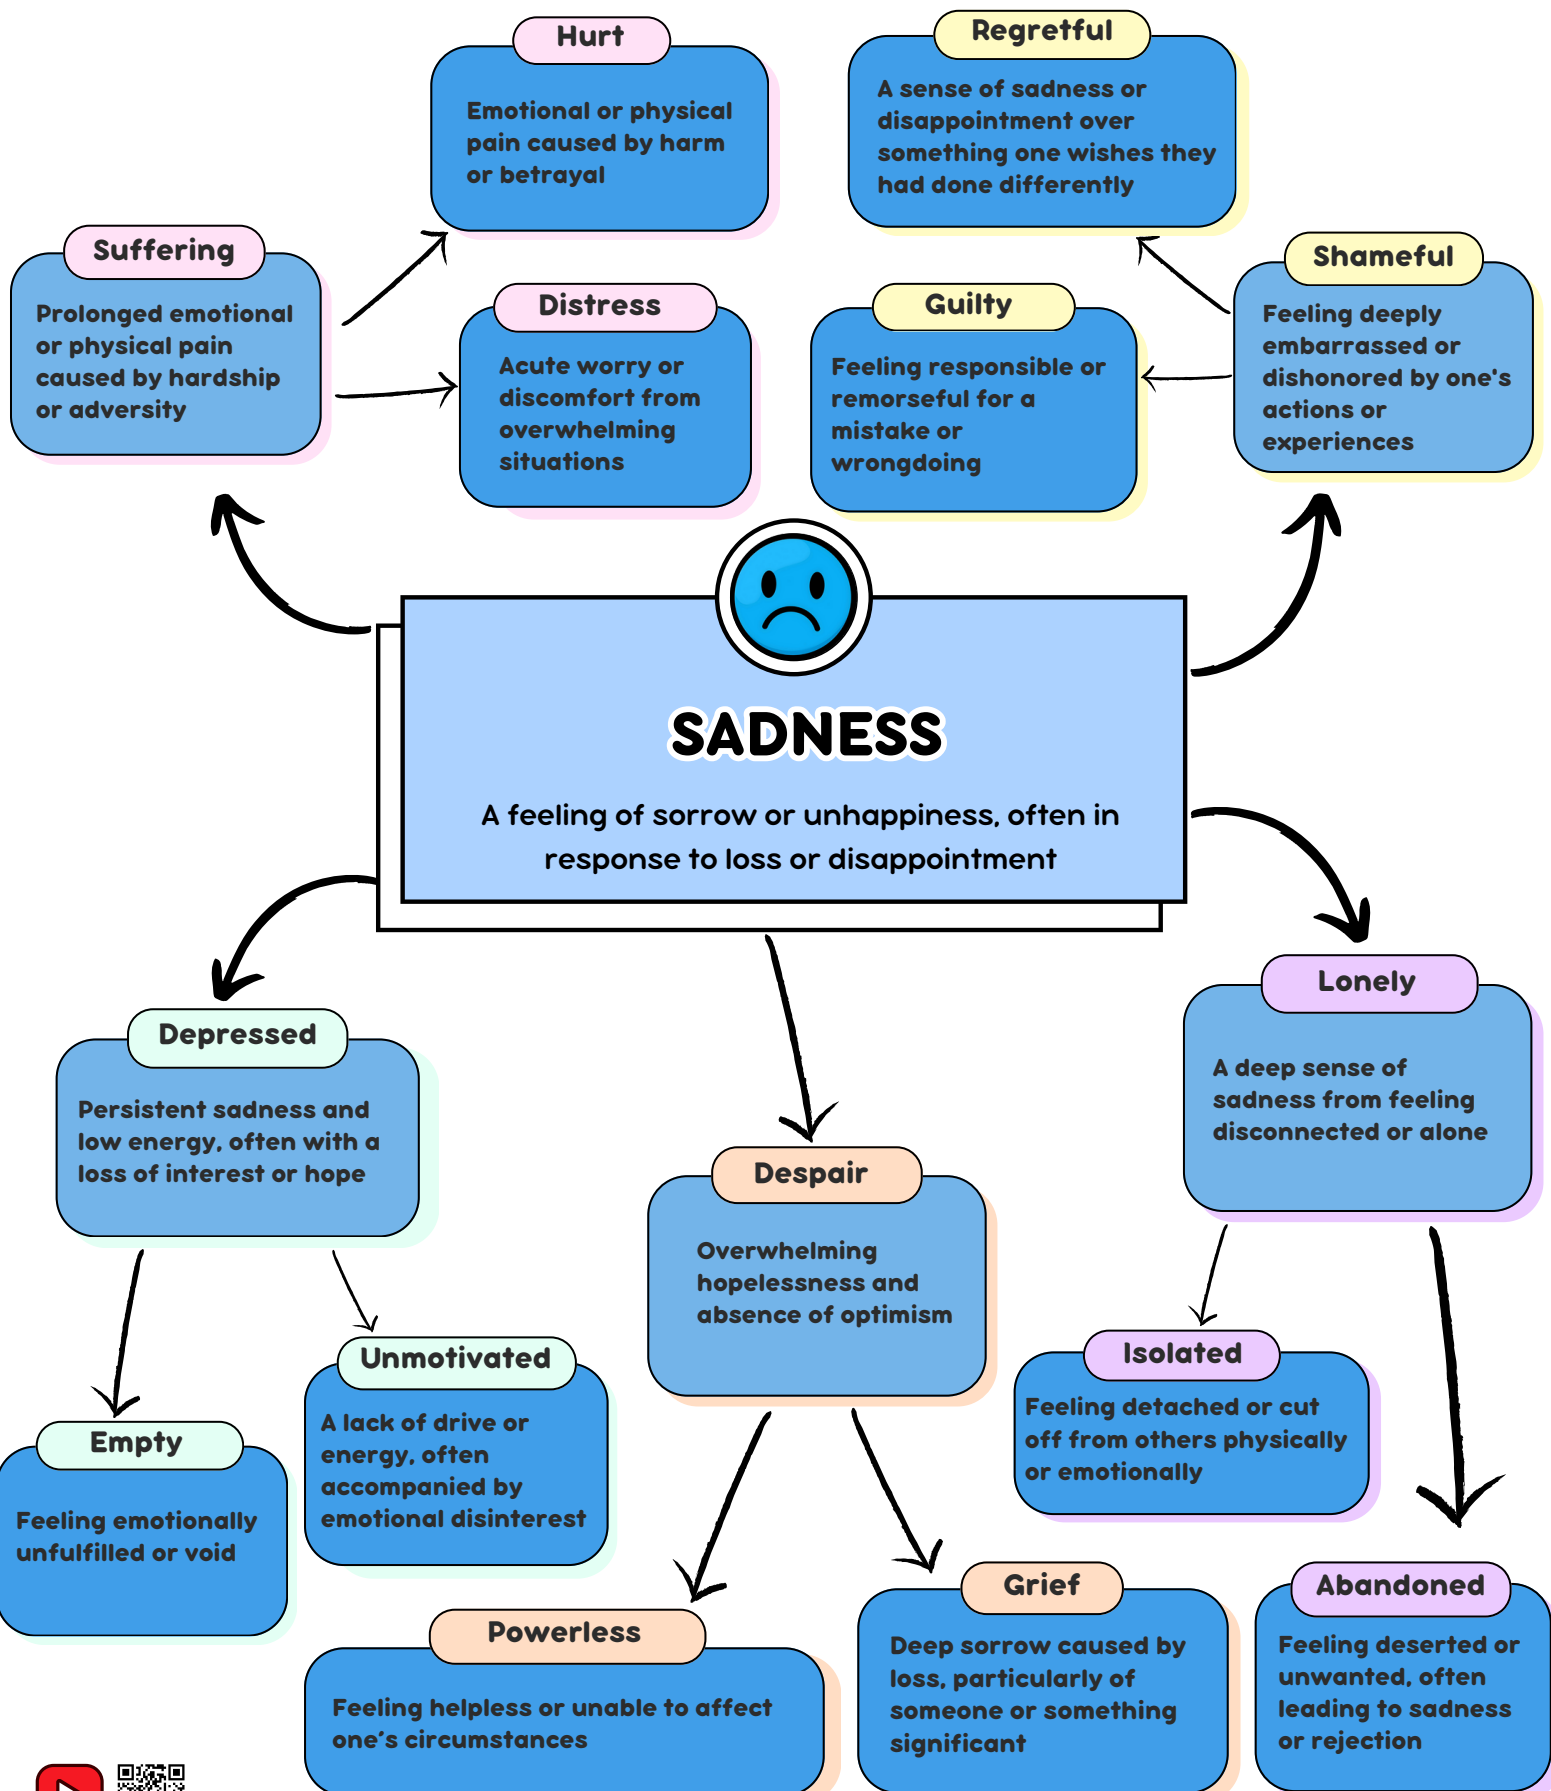 Hurt
Emotional or physical
pain caused by harm
or betrayal
Regretful
A sense of sadness or
disappointment over
something one wishes they
had done differently
Suffering
Prolonged emotional
or physical pain
caused by hardship
or adversity
Distress
Acute worry or
discomfort from
overwhelming
situations
Guilty
Feeling responsible or
remorseful for a
mistake or
wrongdoing
Shameful
Feeling deeply
embarrassed or
dishonored by one's
actions or
experiences
SADNESS
A feeling of sorrow or unhappiness, often in
response to loss or disappointment
Depressed
Persistent sadness and
low energy, often with a
loss of interest or hope
Despair
Overwhelming
hopelessness and
absence of optimism
Lonely
A deep sense of
sadness from feeling
disconnected or alone
Empty
Feeling emotionally
unfulfilled or void
Unmotivated
A lack of drive or
energy, often
accompanied by
emotional disinterest
Isolated
Feeling detached or cut
off from others physically
or emotionally
Powerless
Feeling helpless or unable to affect
one's circumstances
Grief
Deep sorrow caused by
loss, particularly of
someone or something
significant
Abandoned
Feeling deserted or
unwanted, often
leading to sadness
or rejection